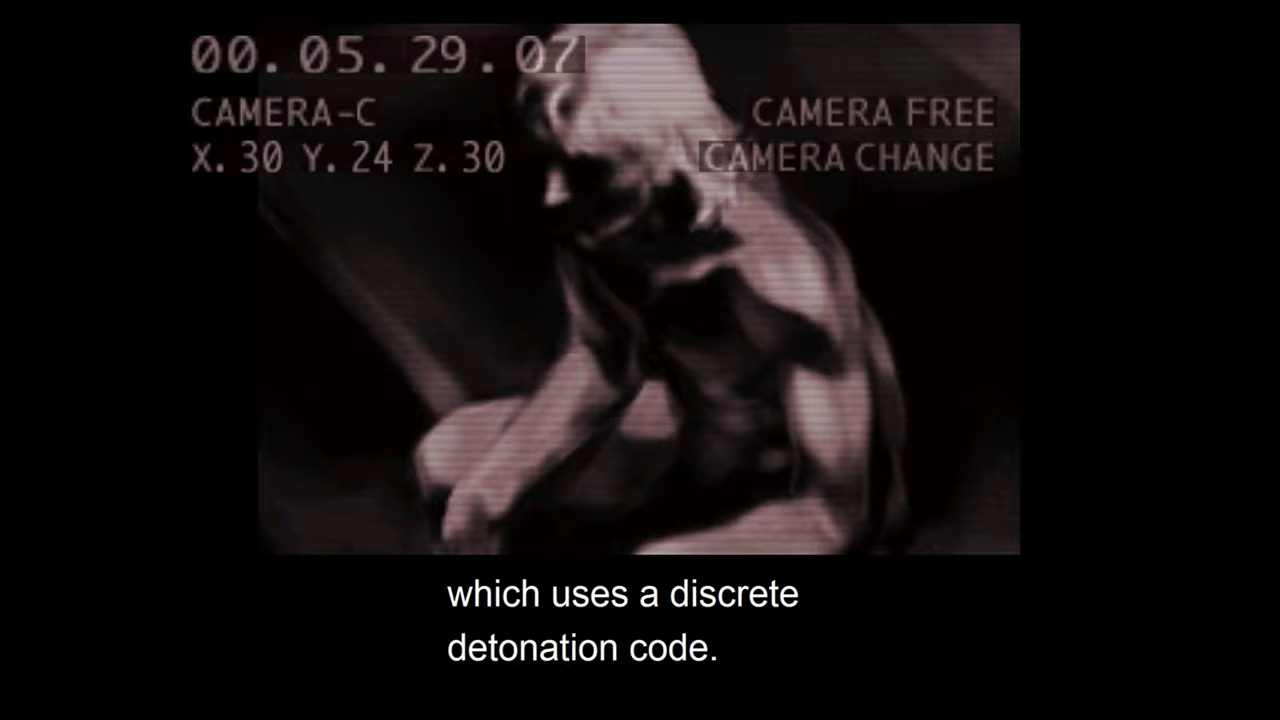 00.05.29.07
CAMERA-C
CAMERA FREE
X.30 Y.24 Z.30
CAMERA CHANGE
which uses a discrete
detonation code.